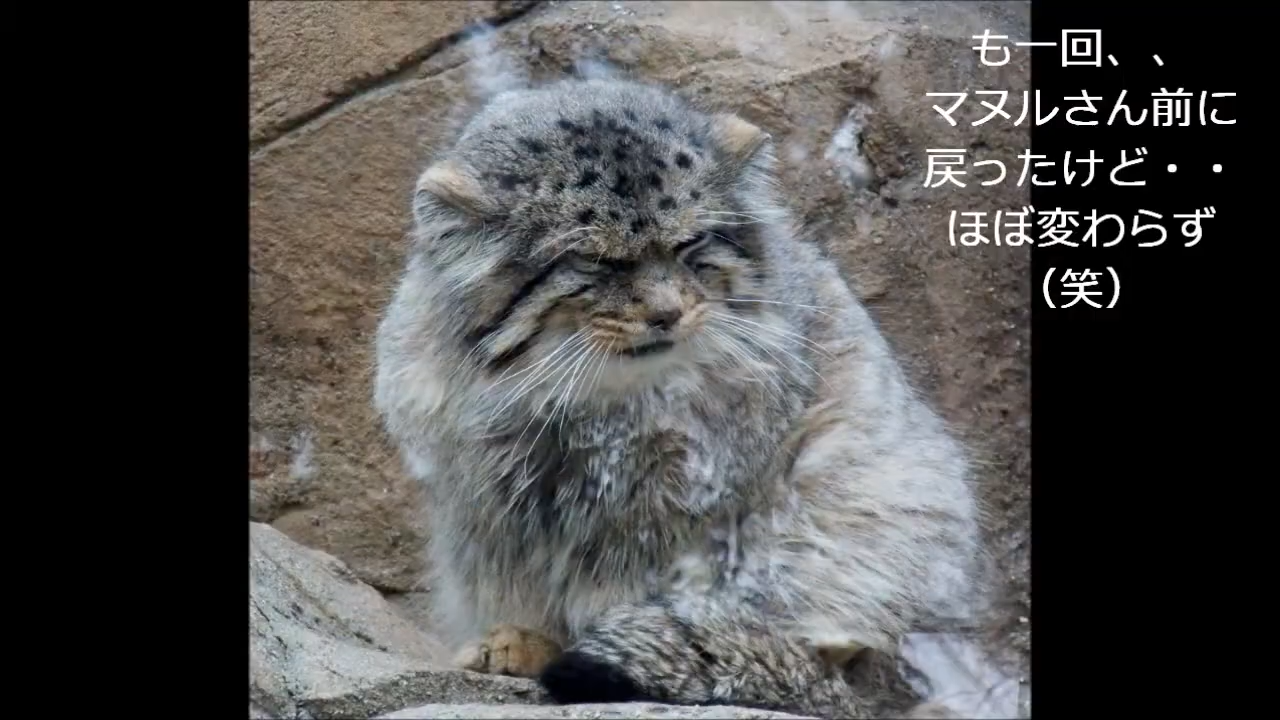 も一回、、
マヌルさん前に
戻ったけど・・
ほぼ変わらず
（笑）